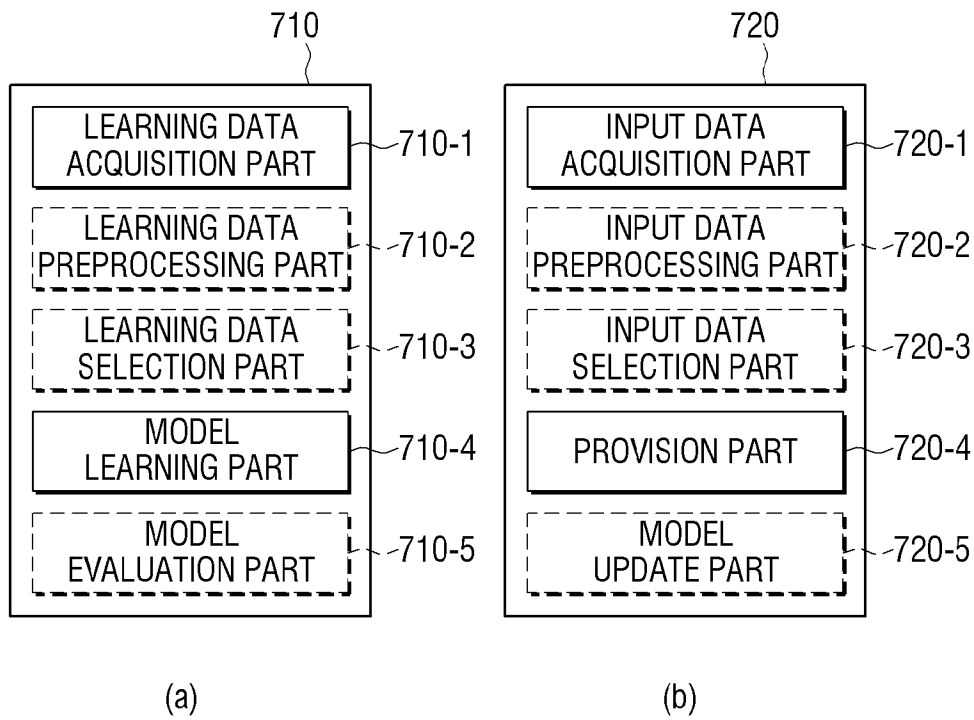 710
LEARNING DATA
ACQUISITION PART
710-1
LEARNING DATA
PREPROCESSING PART
710-2
LEARNING DATA
SELECTION PART
710-3
MODEL
LEARNING PART
710-4
MODEL
EVALUATION PART
710-5
(a)
720
INPUT DATA
ACQUISITION PART
720-1
INPUT DATA
PREPROCESSING PART
720-2
INPUT DATA
SELECTION PART
720-3
PROVISION PART
720-4
MODEL
UPDATE PART
720-5
(b)